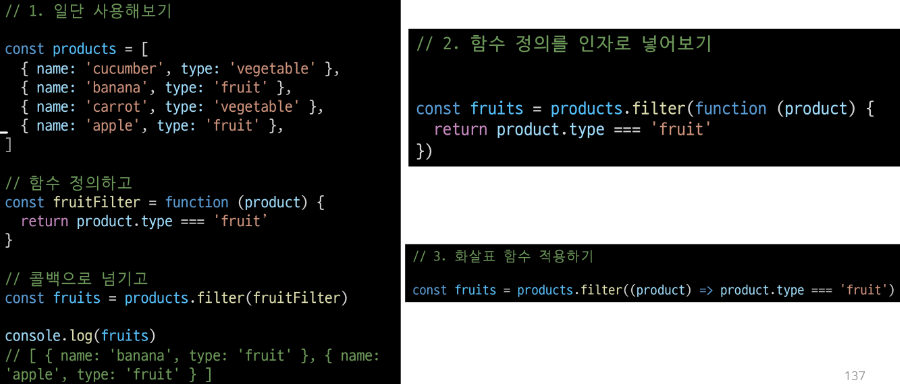 // 1. 일단 사용해보기
const products = [
{ name: 'cucumber', type: 'vegetable' },
{ name: 'banana', type: 'fruit' },
{ name: 'carrot', type: 'vegetable' },
{ name: 'apple', type: 'fruit' },
]
// 함수 정의하고
const fruitFilter = function (product) {
return product.type === 'fruit'
}
// 콜백으로 넘기고
const fruits = products.filter(fruitFilter)
console.log(fruits)
// [ { name: 'banana', type: 'fruit' }, { name:
'apple', type: 'fruit' } ]
// 2. 함수 정의를 인자로 넣어보기
const fruits = products.filter(function (product) {
return product.type === 'fruit'
})
// 3. 화살표 함수 적용하기
const fruits = products.filter((product) => product.type === 'fruit')
137